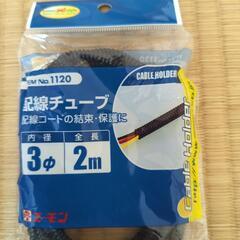 EM No.1120
CABLE.HOLDER
配線チューブ
配線コードの結束・保護に
内径
全長
3φ
2m
エーモン
Cable Holder